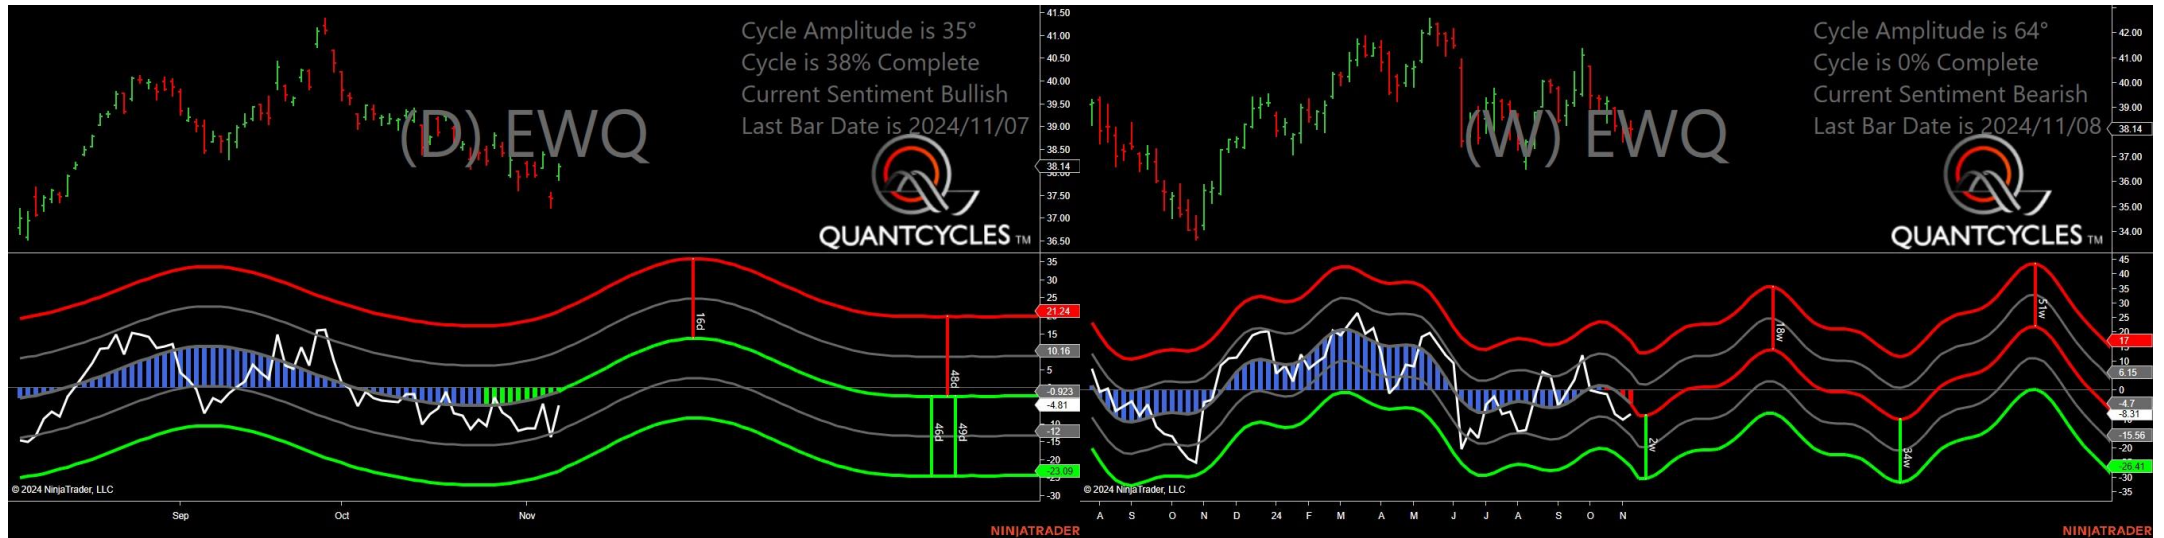 Cycle Amplitude is 35°
Cycle is 38% Complete
Current Sentiment Bullish
Last Bar Date is 2024/11/07
(D) EWQ
QUANTCYCLES TM
41.50
41.00
40.50
40.00
39.50
39.00
38.50
38.14
38.00
37.50
37.00
36.50
35
30
25
21.24
15
10.16
5
-0.923
-4.81
-10
-12
-15
-20
-23.09
-25
-30
16d
48d
46d
49d
© 2024 NinjaTrader, LLC
Sep
Oct
Nov
NINJATRADER
Cycle Amplitude is 64°
Cycle is 0% Complete
Current Sentiment Bearish
Last Bar Date is 2024/11/08
(W) EWQ
QUANTCYCLES TM
42.00
41.00
40.00
39.00
38.14
37.00
36.00
35.00
34.00
45
40
35
30
25
20
17
10
6.15
0
-4.7
-8.31
-15.56
-20
-26.41
-30
-35
2w
18w
34w
51w
© 2024 NinjaTrader, LLC
A
S
O
N
D
24
F
M
A
M
J
J
A
S
O
N
NINJATRADER